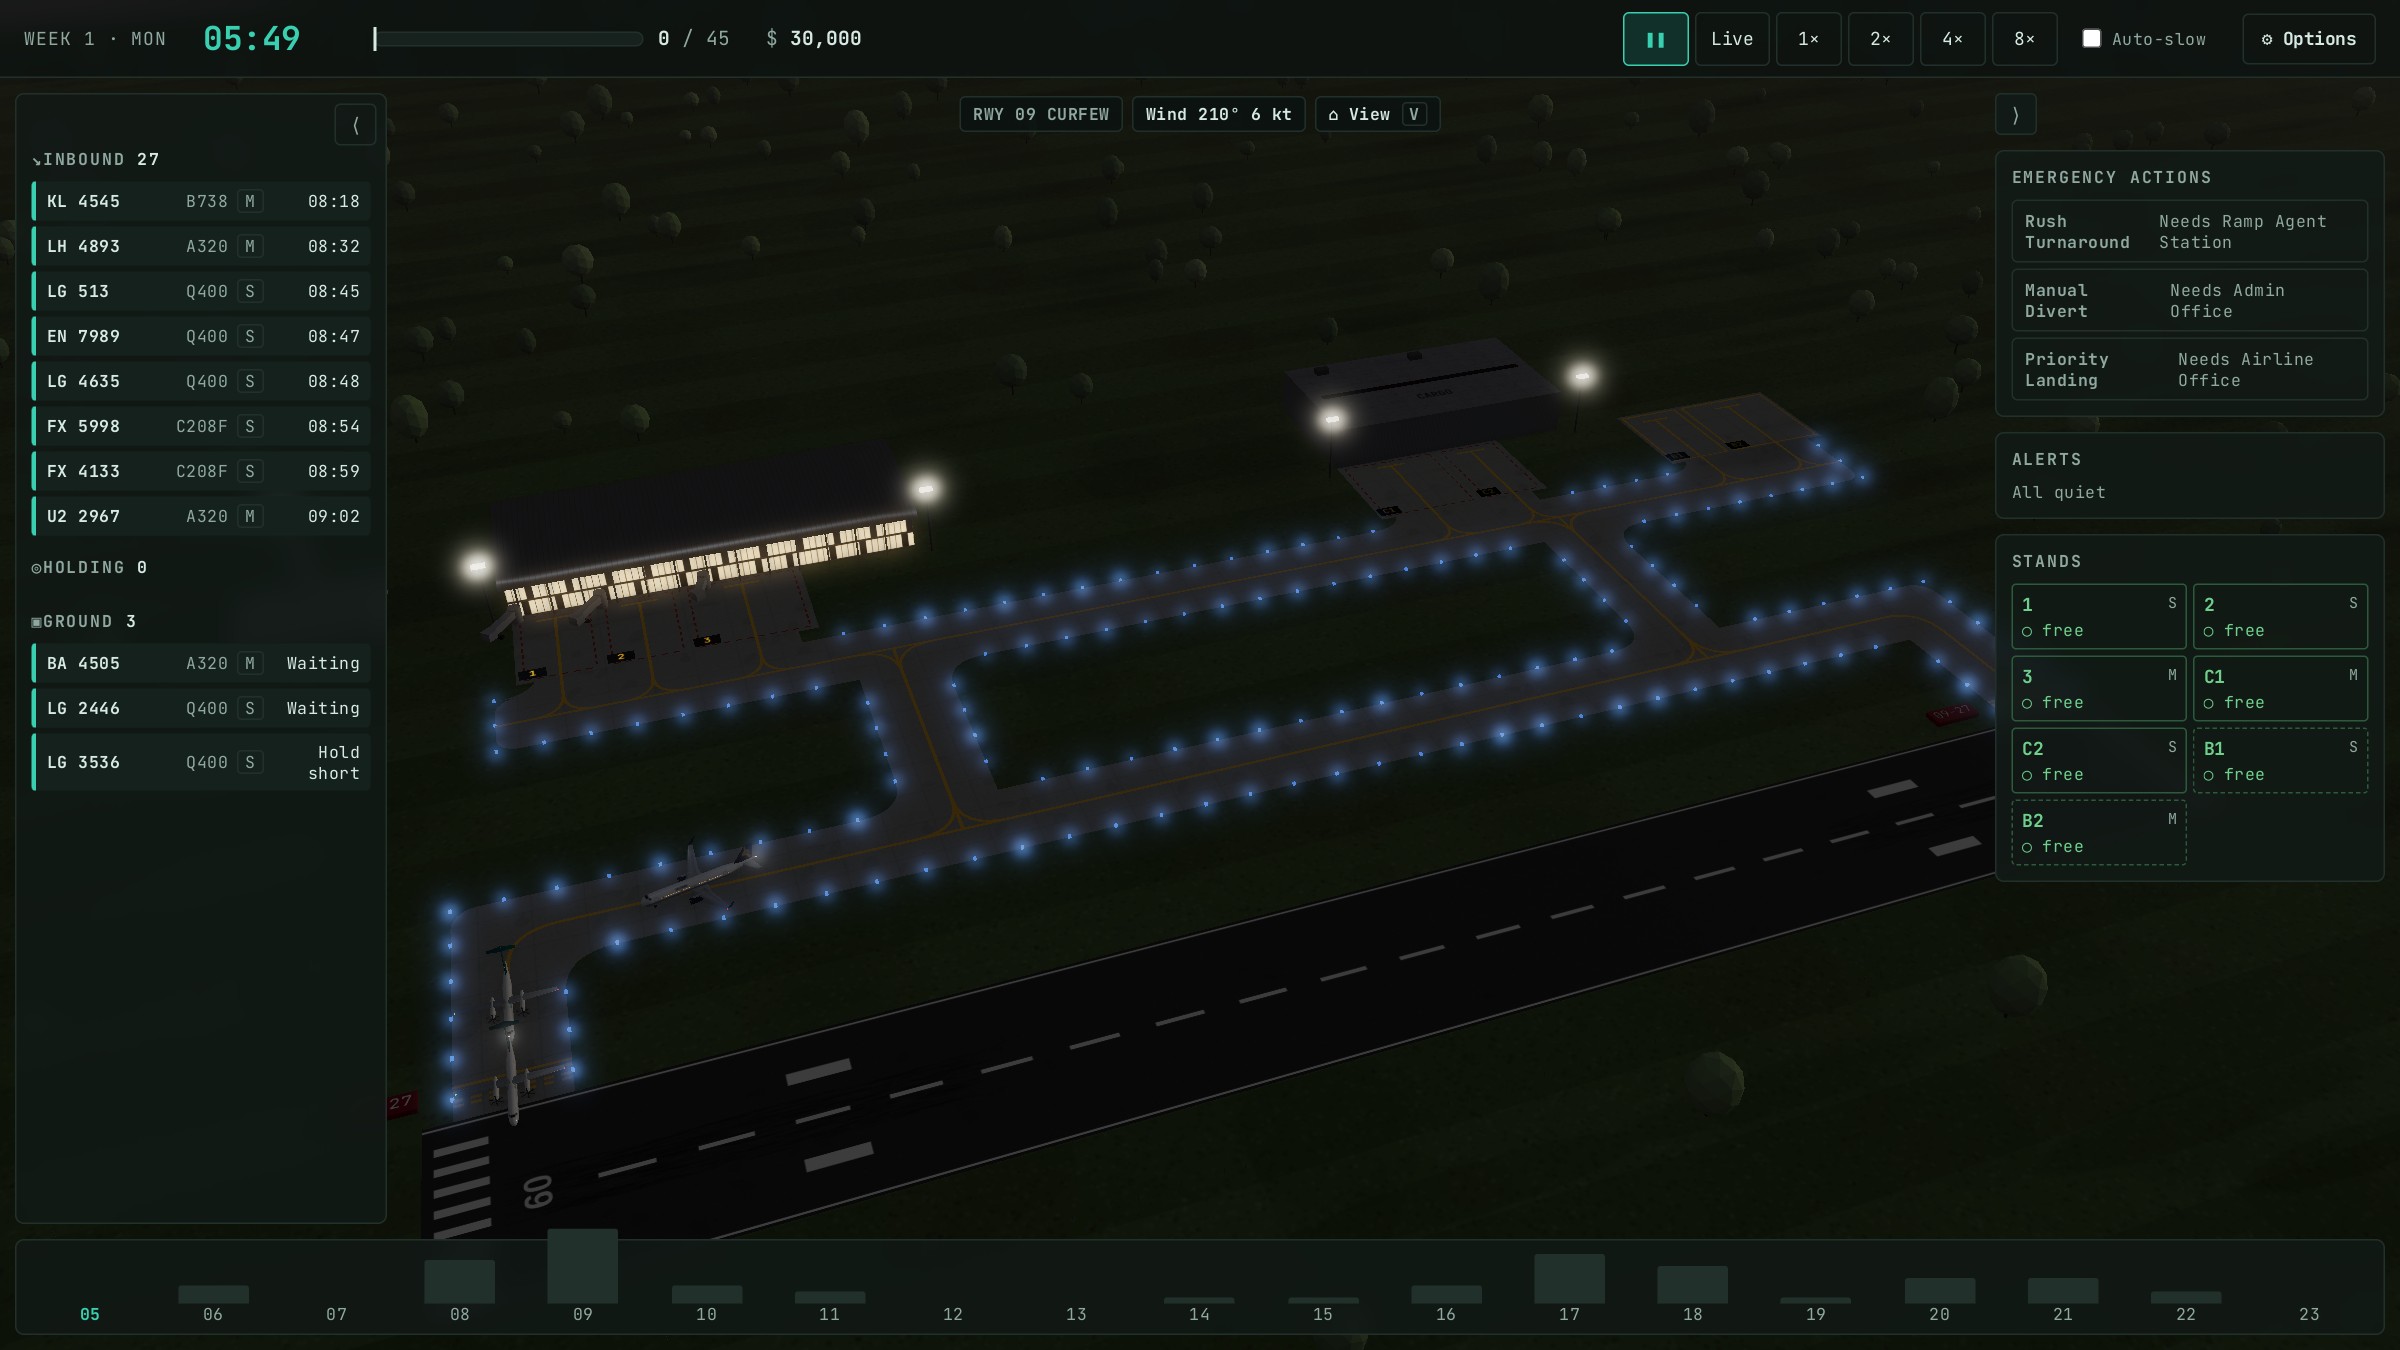 WEEK 1 · MON 05:49 0 / 45 $ 30,000 Live 1× 2× 4× 8× Auto-slow ⚙ Options
RWY 09 CURFEW Wind 210° 6 kt ⌂ View V
↘INBOUND 27
KL 4545 B738 M 08:18
LH 4893 A320 M 08:32
LG 513 Q400 S 08:45
EN 7989 Q400 S 08:47
LG 4635 Q400 S 08:48
FX 5998 C208F S 08:54
FX 4133 C208F S 08:59
U2 2967 A320 M 09:02
◎HOLDING 0
▣GROUND 3
BA 4505 A320 M Waiting
LG 2446 Q400 S Waiting
LG 3536 Q400 S Hold
short
CARGO
1
2
3
09-27
27
09
EMERGENCY ACTIONS
Rush Needs Ramp Agent
Turnaround Station
Manual Needs Admin
Divert Office
Priority Needs Airline
Landing Office
ALERTS
All quiet
STANDS
1 S 2 S
○ free ○ free
3 M C1 M
○ free ○ free
C2 S B1 S
○ free ○ free
B2 M
○ free
05 06 07 08 09 10 11 12 13 14 15 16 17 18 19 20 21 22 23